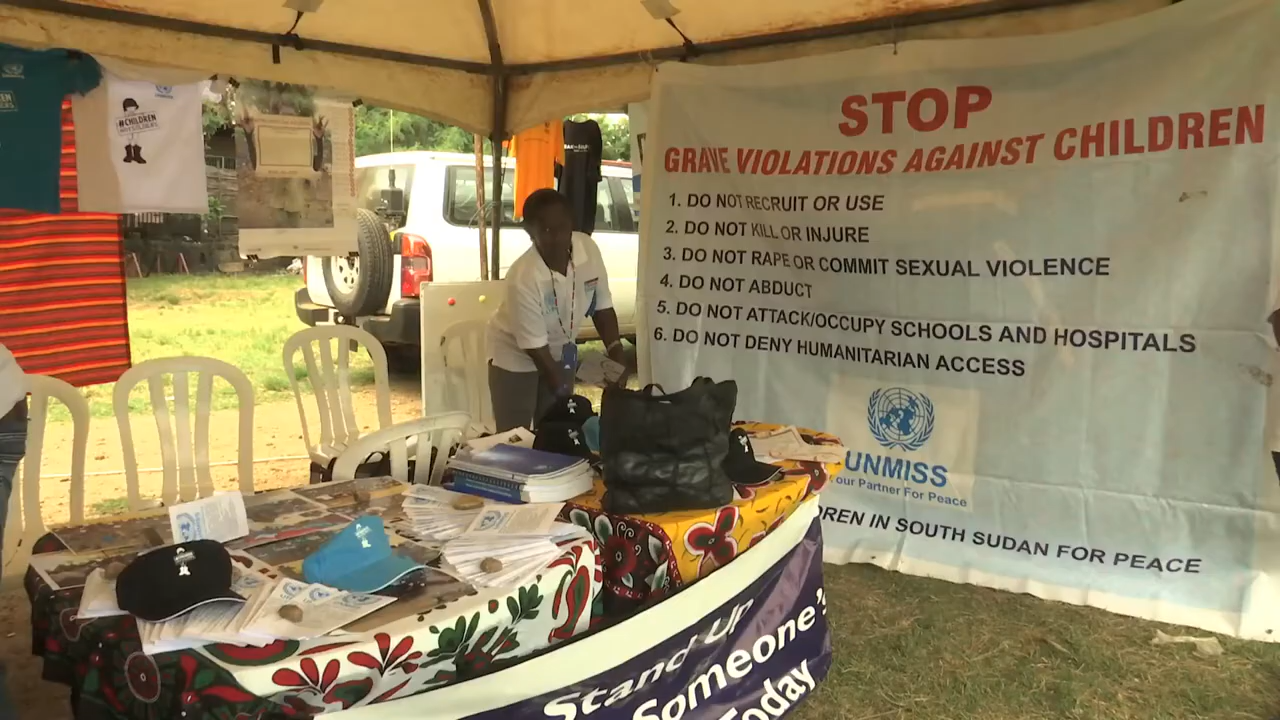 #CHILDREN
NOT SOLDIERS
STOP
GRAVE VIOLATIONS AGAINST CHILDREN
1. DO NOT RECRUIT OR USE
2. DO NOT KILL OR INJURE
3. DO NOT RAPE OR COMMIT SEXUAL VIOLENCE
4. DO NOT ABDUCT
5. DO NOT ATTACK/OCCUPY SCHOOLS AND HOSPITALS
6. DO NOT DENY HUMANITARIAN ACCESS
UNMISS
our Partner For Peace
DREN IN SOUTH SUDAN FOR PEACE
Stand Up
Someone's
Today